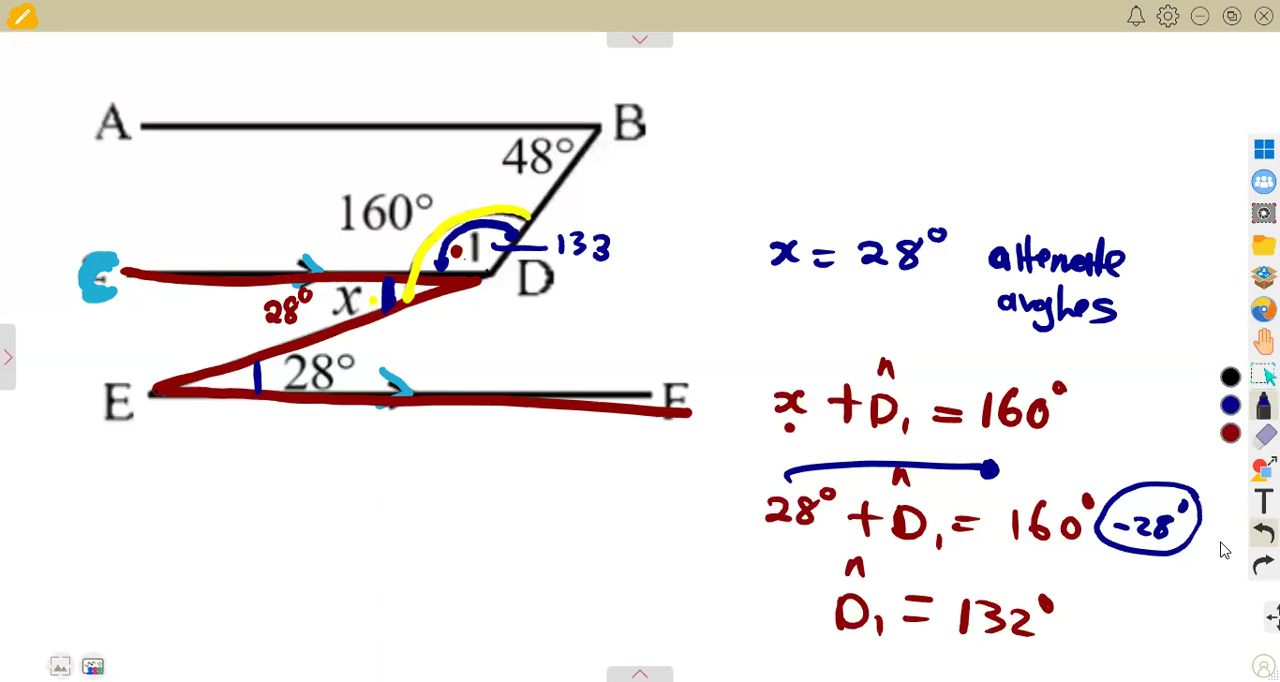 A B
48°
160°
1 133
C D
28° x
28°
E F
x = 28° alternate
angles
x + D̂₁ = 160°
28° + D̂₁ = 160° -28°
D̂₁ = 132°
T